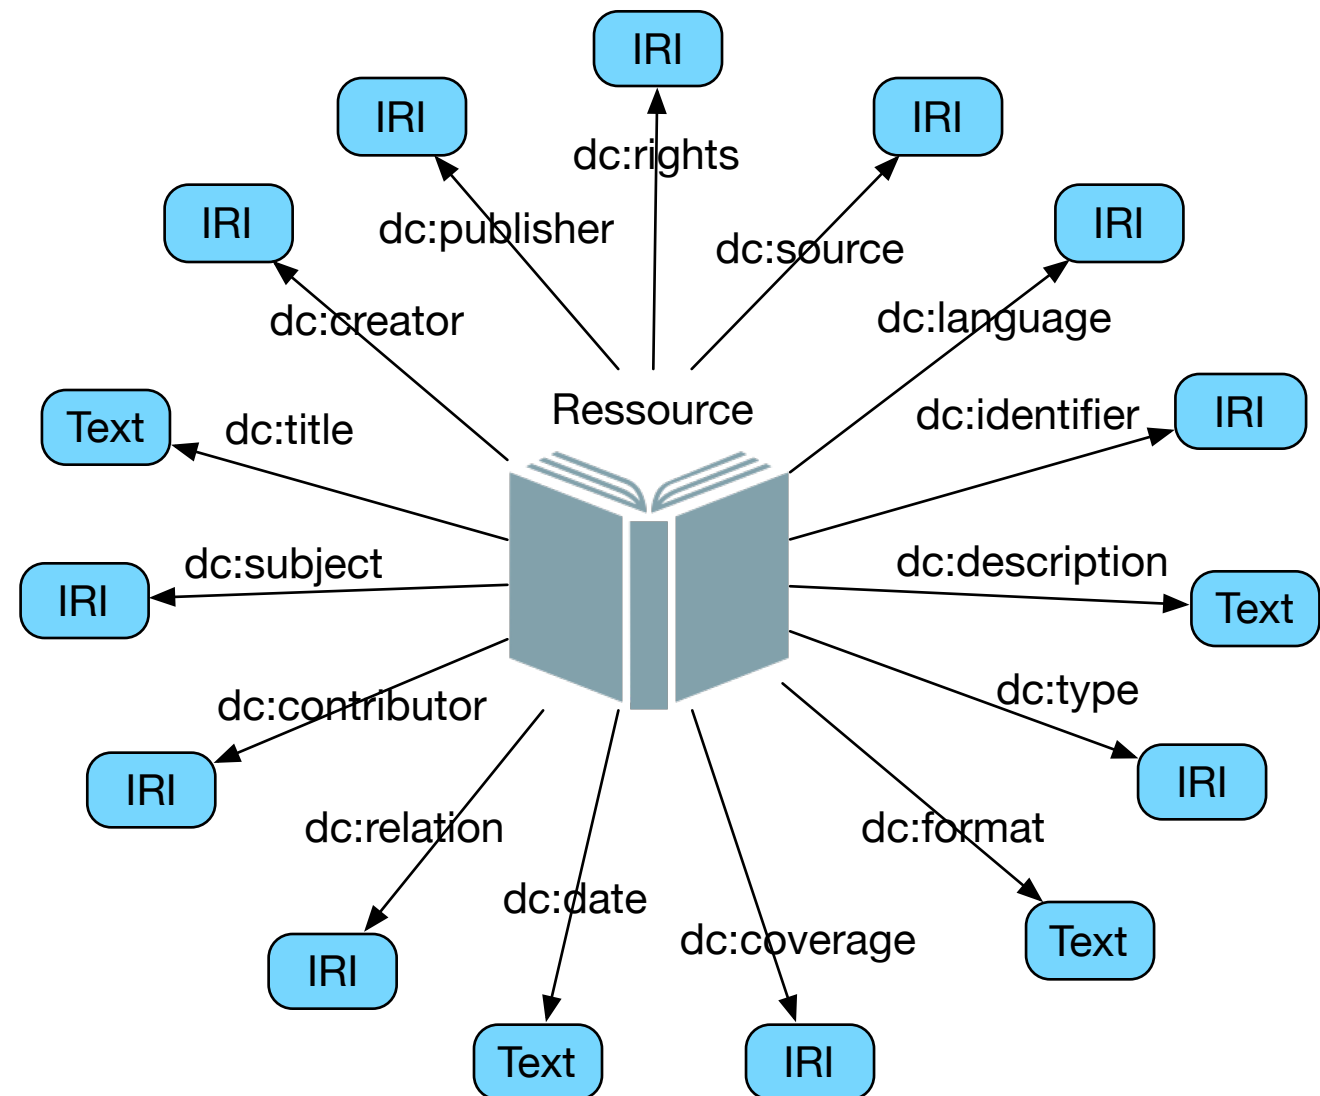 IRI
IRI
IRI
dc:rights
IRI
IRI
dc:publisher
dc:source
dc:creator
dc:language
Ressource
Text
dc:title
dc:identifier
IRI
dc:subject
dc:description
IRI
Text
dc:contributor
dc:type
IRI
IRI
dc:relation
dc:format
dc:date
dc:coverage
Text
IRI
Text
IRI